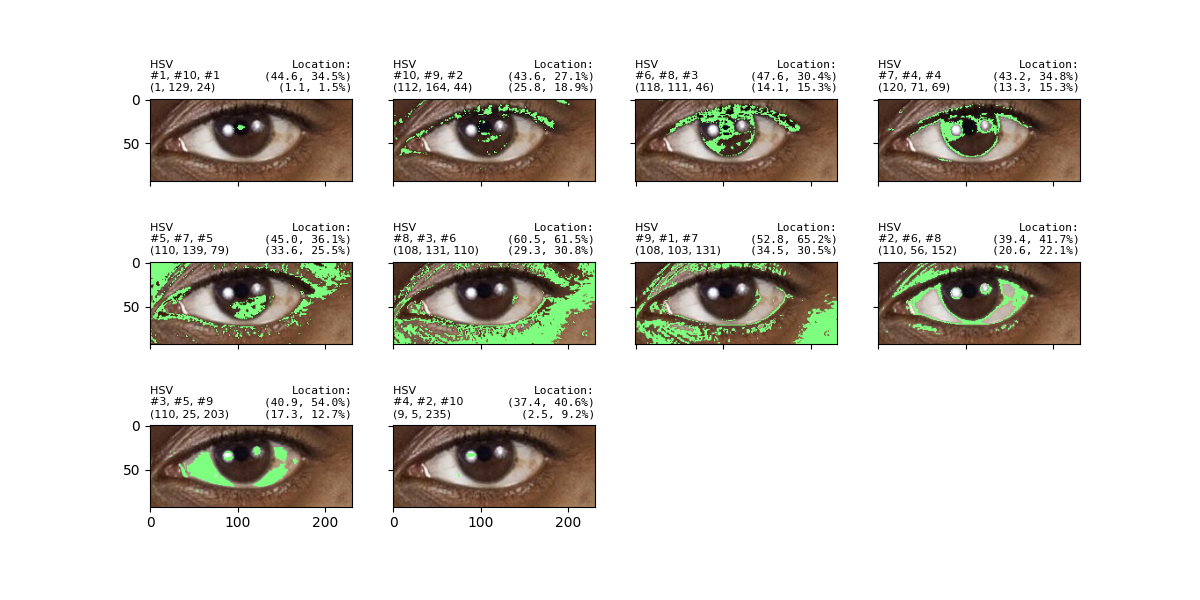 HSV Location:
#1, #10, #1 (44.6, 34.5%)
(1, 129, 24) (1.1, 1.5%)
HSV Location:
#10, #9, #2 (43.6, 27.1%)
(112, 164, 44) (25.8, 18.9%)
HSV Location:
#6, #8, #3 (47.6, 30.4%)
(118, 111, 46) (14.1, 15.3%)
HSV Location:
#7, #4, #4 (43.2, 34.8%)
(120, 71, 69) (13.3, 15.3%)
0
50
HSV Location:
#5, #7, #5 (45.0, 36.1%)
(110, 139, 79) (33.6, 25.5%)
HSV Location:
#8, #3, #6 (60.5, 61.5%)
(108, 131, 110) (29.3, 30.8%)
HSV Location:
#9, #1, #7 (52.8, 65.2%)
(108, 103, 131) (34.5, 30.5%)
HSV Location:
#2, #6, #8 (39.4, 41.7%)
(110, 56, 152) (20.6, 22.1%)
0
50
HSV Location:
#3, #5, #9 (40.9, 54.0%)
(110, 25, 203) (17.3, 12.7%)
HSV Location:
#4, #2, #10 (37.4, 40.6%)
(9, 5, 235) (2.5, 9.2%)
0
50
0 100 200
0 100 200